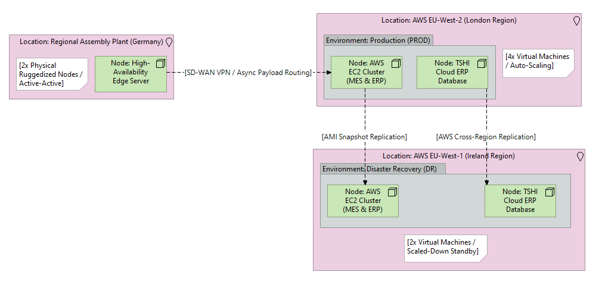 Location: Regional Assembly Plant (Germany)
[2x Physical
Ruggedized Nodes /
Active-Active]
Node: High-
Availability
Edge Server
[SD-WAN VPN / Async Payload Routing]
Location: AWS EU-West-2 (London Region)
Environment: Production (PROD)
Node: AWS
EC2 Cluster
(MES & ERP)
Node: TSHI
Cloud ERP
Database
[4x Virtual Machines
/ Auto-Scaling]
[AMI Snapshot Replication]
[AWS Cross-Region Replication]
Location: AWS EU-West-1 (Ireland Region)
Environment: Disaster Recovery (DR)
Node: AWS
EC2 Cluster
(MES & ERP)
Node: TSHI
Cloud ERP
Database
[2x Virtual Machines /
Scaled-Down Standby]